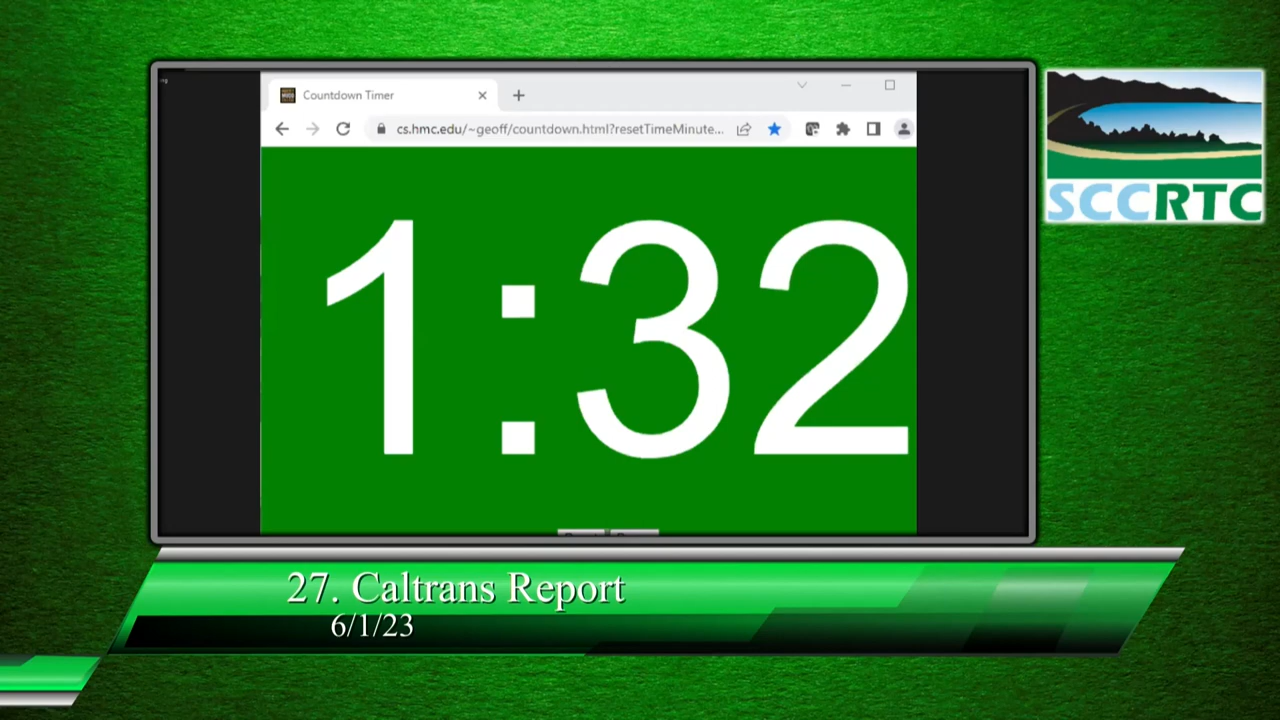 Countdown Timer
cs.hmc.edu/~geoff/countdown.html?resetTimeMinute...
1:32
SCCRTC
27. Caltrans Report
6/1/23